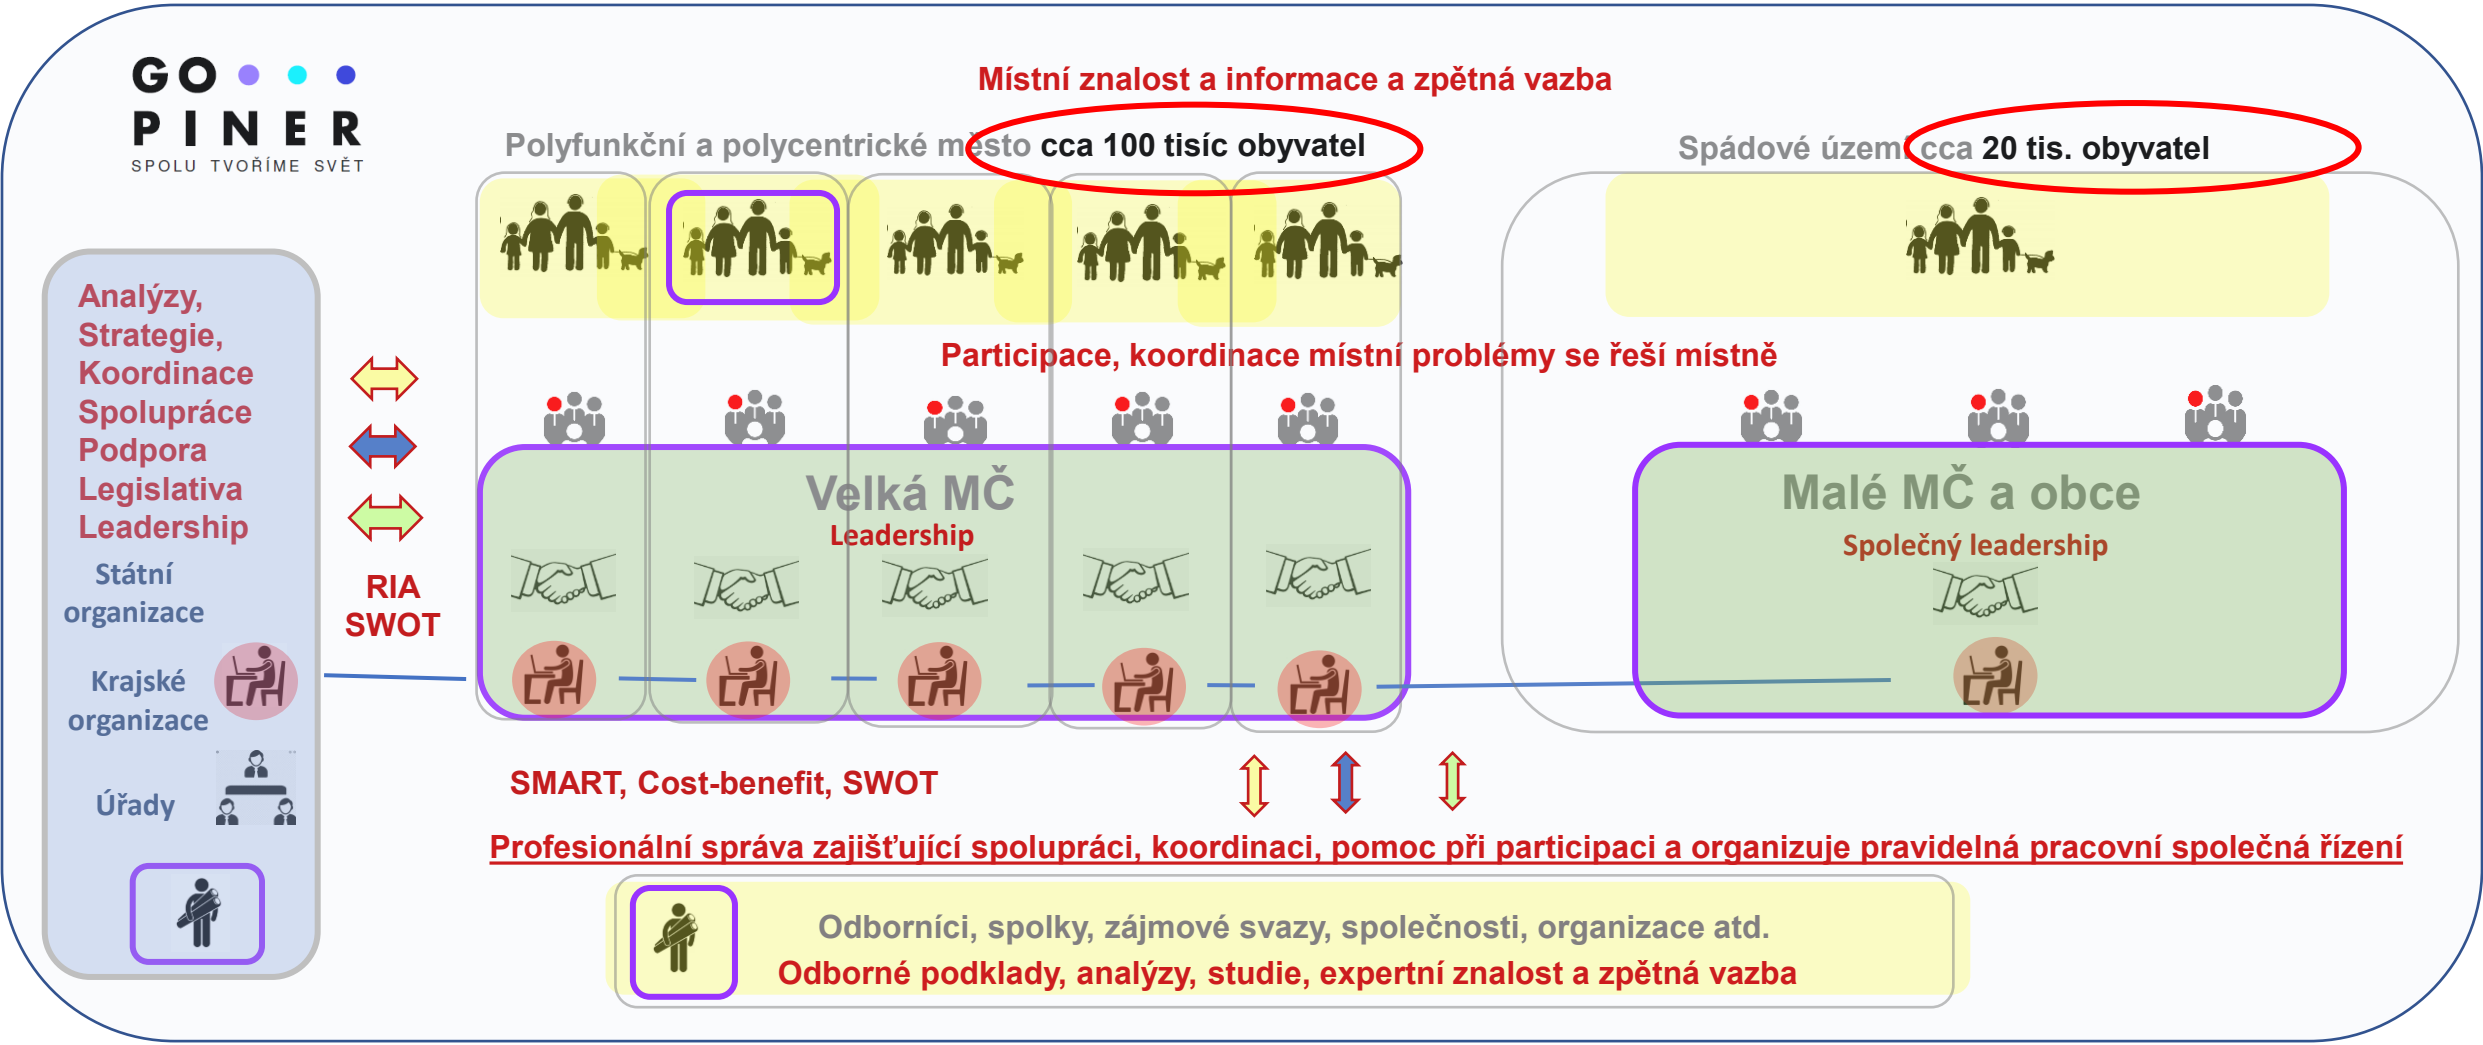 GO
PINER
SPOLU TVOŘÍME SVĚT
Místní znalost a informace a zpětná vazba
Polyfunkční a polycentrické město cca 100 tisíc obyvatel
Spádové území cca 20 tis. obyvatel
Analýzy,
Strategie,
Koordinace
Spolupráce
Podpora
Legislativa
Leadership
Státní
organizace
Krajské
organizace
Úřady
RIA
SWOT
Participace, koordinace místní problémy se řeší místně
Velká MČ
Leadership
Malé MČ a obce
Společný leadership
SMART, Cost-benefit, SWOT
Profesionální správa zajišťující spolupráci, koordinaci, pomoc při participaci a organizuje pravidelná pracovní společná řízení
Odborníci, spolky, zájmové svazy, společnosti, organizace atd.
Odborné podklady, analýzy, studie, expertní znalost a zpětná vazba